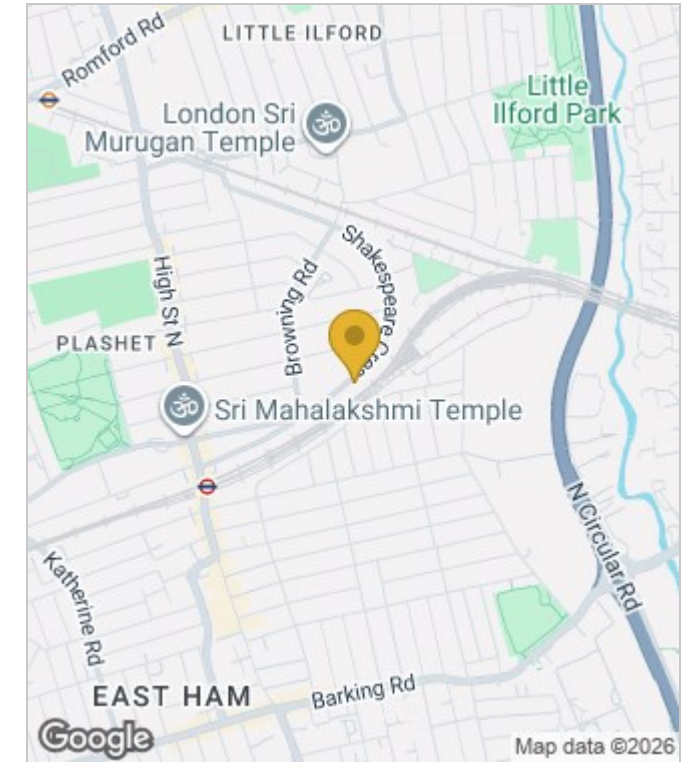 Romford Rd
LITTLE ILFORD
Little
Ilford Park
London Sri
Murugan Temple
Shakespeare Cres
High St N
Browning Rd
PLASHET
Sri Mahalakshmi Temple
N Circular Rd
Katherine Rd
EAST HAM
Barking Rd
Google
Map data ©2026